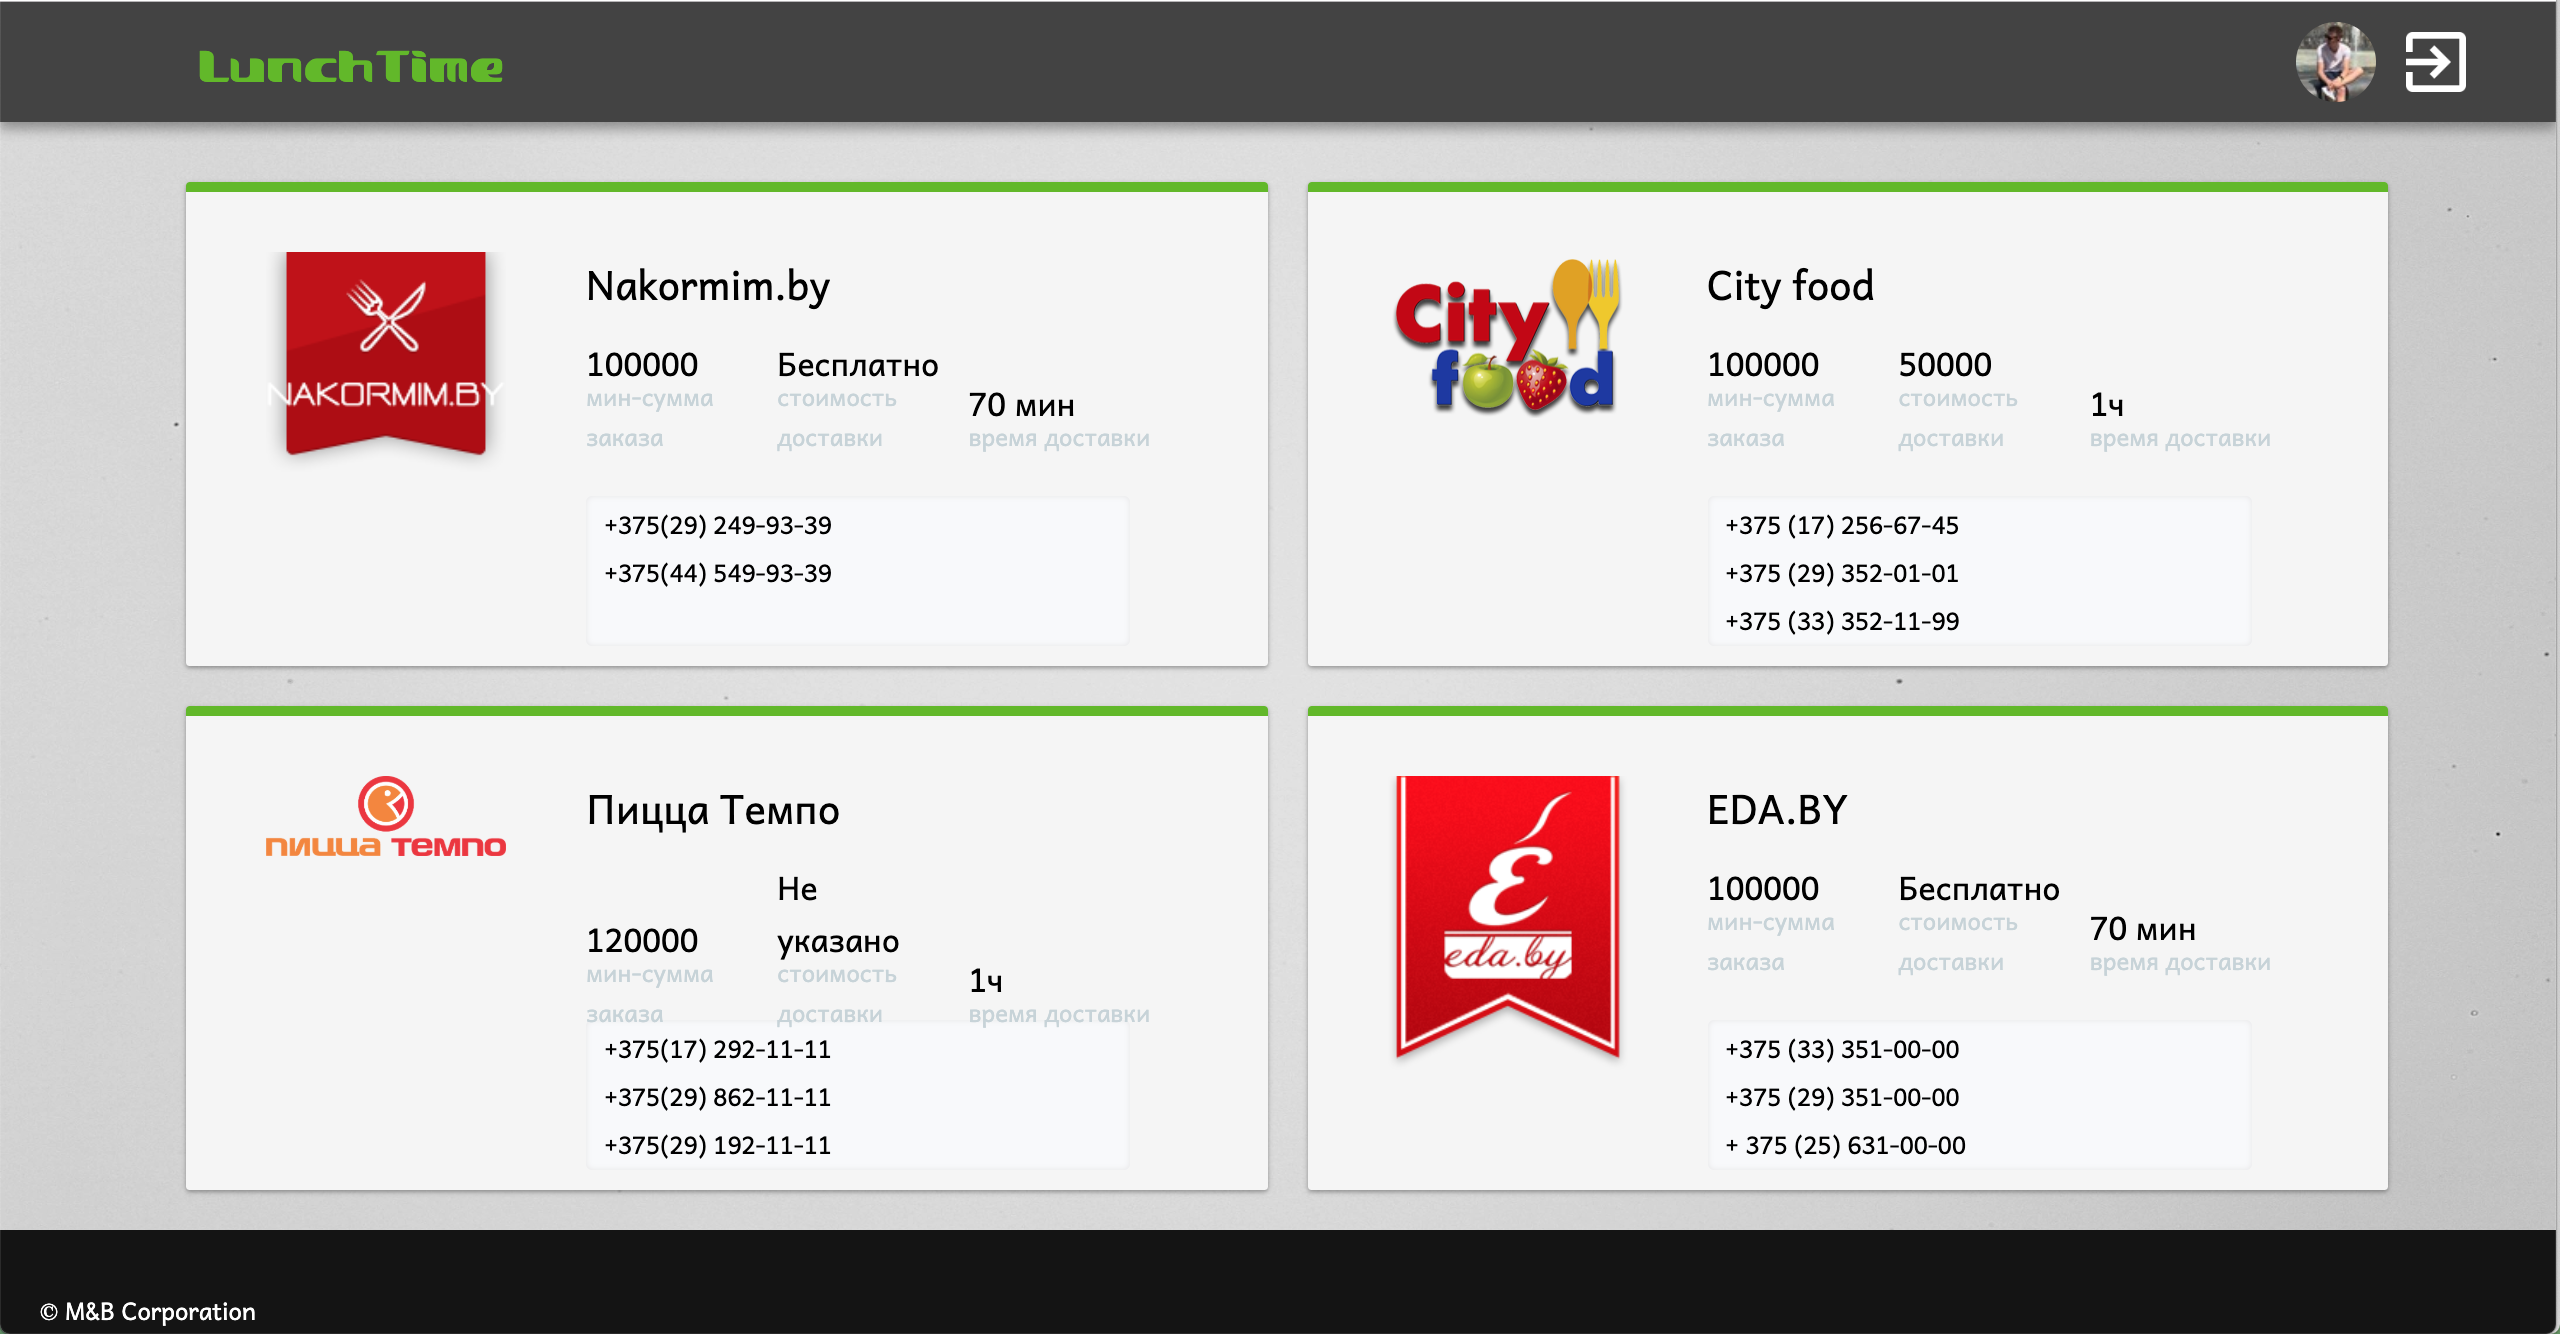 LunchTime
NAKORMIM.BY
Nakormim.by
100000
мин-сумма
заказа
Бесплатно
стоимость
доставки
70 мин
время доставки
+375(29) 249-93-39
+375(44) 549-93-39
City
food
City food
100000
мин-сумма
заказа
50000
стоимость
доставки
1ч
время доставки
+375 (17) 256-67-45
+375 (29) 352-01-01
+375 (33) 352-11-99
ПИЦЦА ТЕМПО
Пицца Темпо
120000
мин-сумма
заказа
Не
указано
стоимость
доставки
1ч
время доставки
+375(17) 292-11-11
+375(29) 862-11-11
+375(29) 192-11-11
É
eda.by
EDA.BY
100000
мин-сумма
заказа
Бесплатно
стоимость
доставки
70 мин
время доставки
+375 (33) 351-00-00
+375 (29) 351-00-00
+ 375 (25) 631-00-00
© M&B Corporation